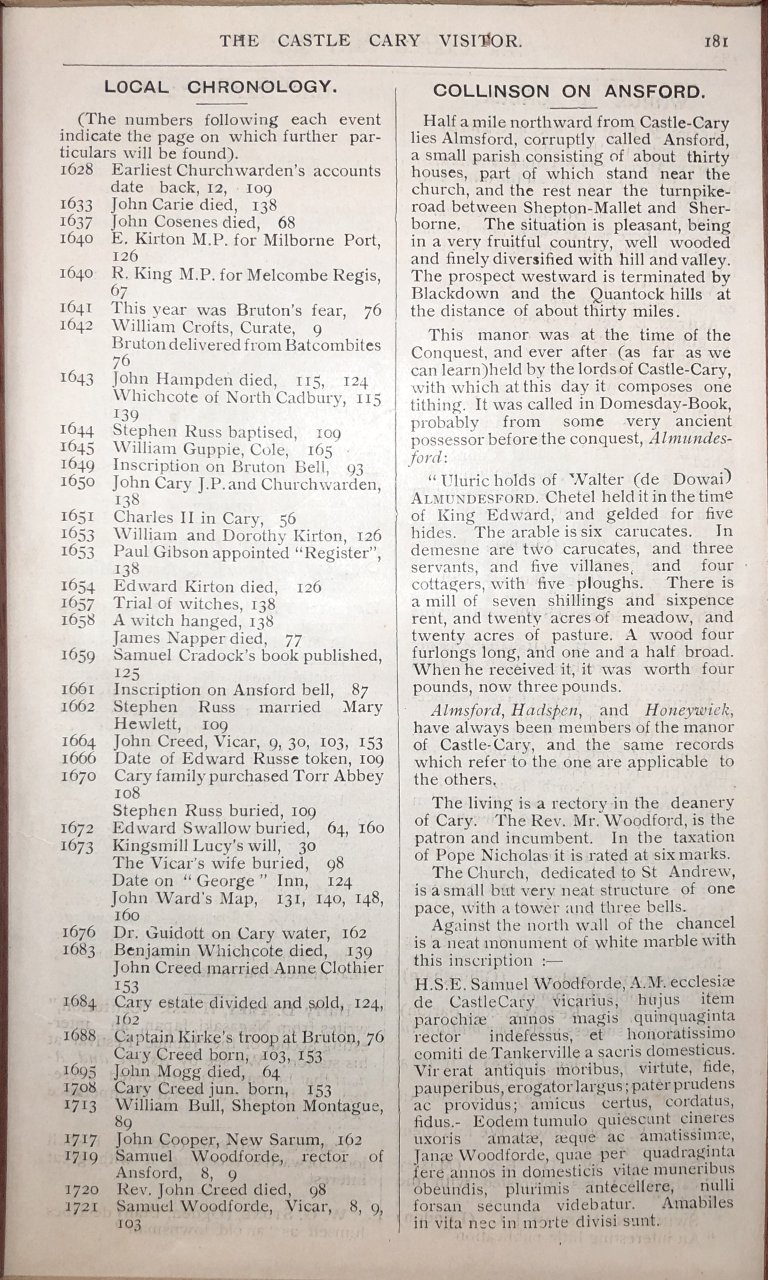 THE CASTLE CARY VISITOR. 181
LOCAL CHRONOLOGY.
(The numbers following each event
indicate the page on which further par-
ticulars will be found).
1628 Earliest Churchwarden's accounts
date back, 12, 109
1633 John Carie died, 138
1637 John Cosenes died, 68
1640 E. Kirton M.P. for Milborne Port,
126
1640 R. King M.P. for Melcombe Regis,
67
1641 This year was Bruton's fear, 76
1642 William Crofts, Curate, 9
Bruton delivered from Batcombites
76
1643 John Hampden died, 115, 124
Whichcote of North Cadbury, 115
139
1644 Stephen Russ baptised, 109
1645 William Guppie, Cole, 165
1649 Inscription on Bruton Bell, 93
1650 John Cary J.P. and Churchwarden,
138
1651 Charles II in Cary, 56
1653 William and Dorothy Kirton, 126
1653 Paul Gibson appointed "Register",
138
1654 Edward Kirton died, 126
1657 Trial of witches, 138
1658 A witch hanged, 138
James Napper died, 77
1659 Samuel Cradock's book published,
125
1661 Inscription on Ansford bell, 87
1662 Stephen Russ married Mary
Hewlett, 109
1664 John Creed, Vicar, 9, 30, 103, 153
1666 Date of Edward Russe token, 109
1670 Cary family purchased Torr Abbey
108
Stephen Russ buried, 109
1672 Edward Swallow buried, 64, 160
1673 Kingsmill Lucy's will, 30
The Vicar's wife buried, 98
Date on "George" Inn, 124
John Ward's Map, 131, 140, 148,
160
1676 Dr. Guidott on Cary water, 162
1683 Benjamin Whichcote died, 139
John Creed married Anne Clothier
153
1684 Cary estate divided and sold, 124,
162
1688 Captain Kirke's troop at Bruton, 76
Cary Creed born, 103, 153
1695 John Mogg died, 64
1708 Cary Creed jun. born, 153
1713 William Bull, Shepton Montague,
89
1717 John Cooper, New Sarum, 162
1719 Samuel Woodforde, rector of
Ansford, 8, 9
1720 Rev. John Creed died, 98
1721 Samuel Woodforde, Vicar, 8, 9,
103
COLLINSON ON ANSFORD.
Half a mile northward from Castle-Cary
lies Almsford, corruptly called Ansford,
a small parish consisting of about thirty
houses, part of which stand near the
church, and the rest near the turnpike-
road between Shepton-Mallet and Sher-
borne. The situation is pleasant, being
in a very fruitful country, well wooded
and finely diversified with hill and valley.
The prospect westward is terminated by
Blackdown and the Quantock hills at
the distance of about thirty miles.
This manor was at the time of the
Conquest, and ever after (as far as we
can learn)held by the lords of Castle-Cary,
with which at this day it composes one
tithing. It was called in Domesday-Book,
probably from some very ancient
possessor before the conquest, Almundes-
ford:
"Uluric holds of Walter (de Dowai)
ALMUNDESFORD. Chetel held it in the time
of King Edward, and gelded for five
hides. The arable is six carucates. In
demesne are two carucates, and three
servants, and five villanes, and four
cottagers, with five ploughs. There is
a mill of seven shillings and sixpence
rent, and twenty acres of meadow, and
twenty acres of pasture. A wood four
furlongs long, and one and a half broad.
When he received it, it was worth four
pounds, now three pounds.
Almsford, Hadspen, and Honeywick,
have always been members of the manor
of Castle-Cary, and the same records
which refer to the one are applicable to
the others.
The living is a rectory in the deanery
of Cary. The Rev. Mr. Woodford, is the
patron and incumbent. In the taxation
of Pope Nicholas it is rated at six marks.
The Church, dedicated to St Andrew,
is a small but very neat structure of one
pace, with a tower and three bells.
Against the north wall of the chancel
is a neat monument of white marble with
this inscription :—
H.S.E. Samuel Woodforde, A.M. ecclesiæ
de CastleCary vicarius, hujus item
parochiæ annos magis quinquaginta
rector indefessus, et honoratissimo
comiti de Tankerville a sacris domesticus.
Vir erat antiquis moribus, virtute, fide,
pauperibus, erogator largus; pater prudens
ac providus; amicus certus, cordatus,
fidus.- Eodem tumulo quiescunt cineres
uxoris amatæ, æque ac amatissimæ,
Janæ Woodforde, quae per quadraginta
fere annos in domesticis vitae muneribus
obeundis, plurimis antecellere, nulli
forsan secunda videbatur. Amabiles
in vita nec in morte divisi sunt.